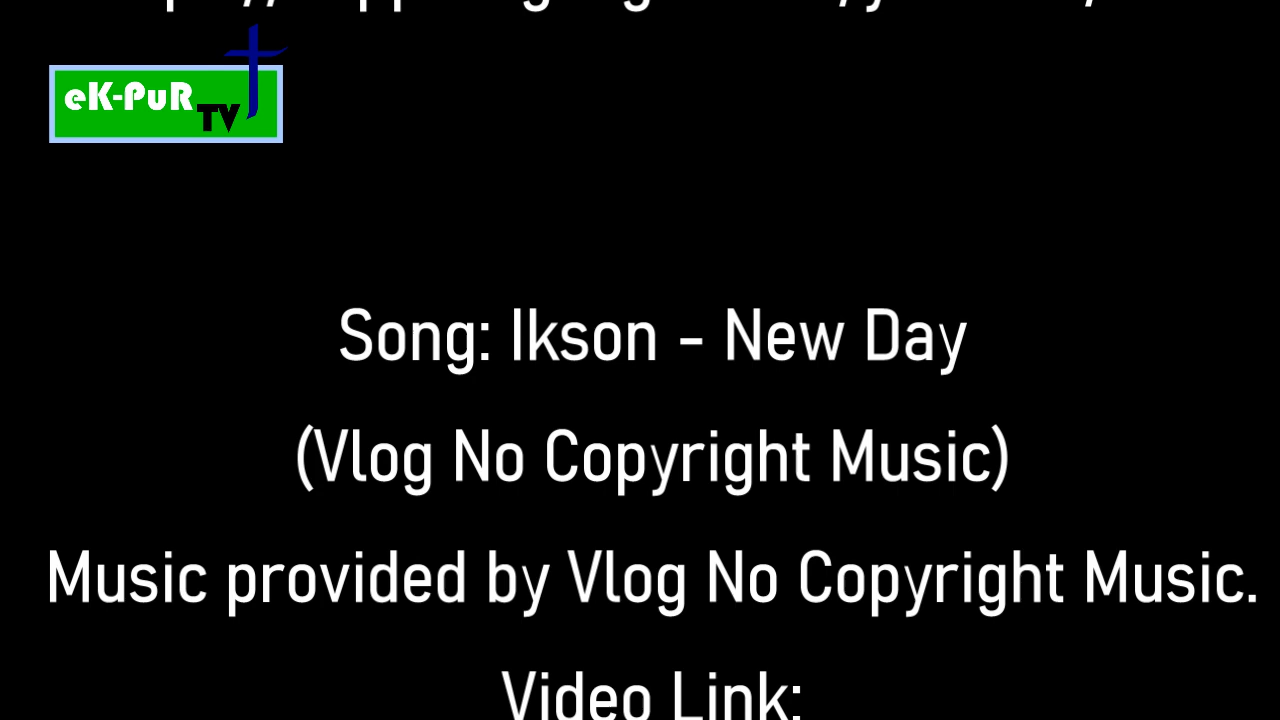 eK-PuR
TV
Song: Ikson - New Day
(Vlog No Copyright Music)
Music provided by Vlog No Copyright Music.
Video Link: